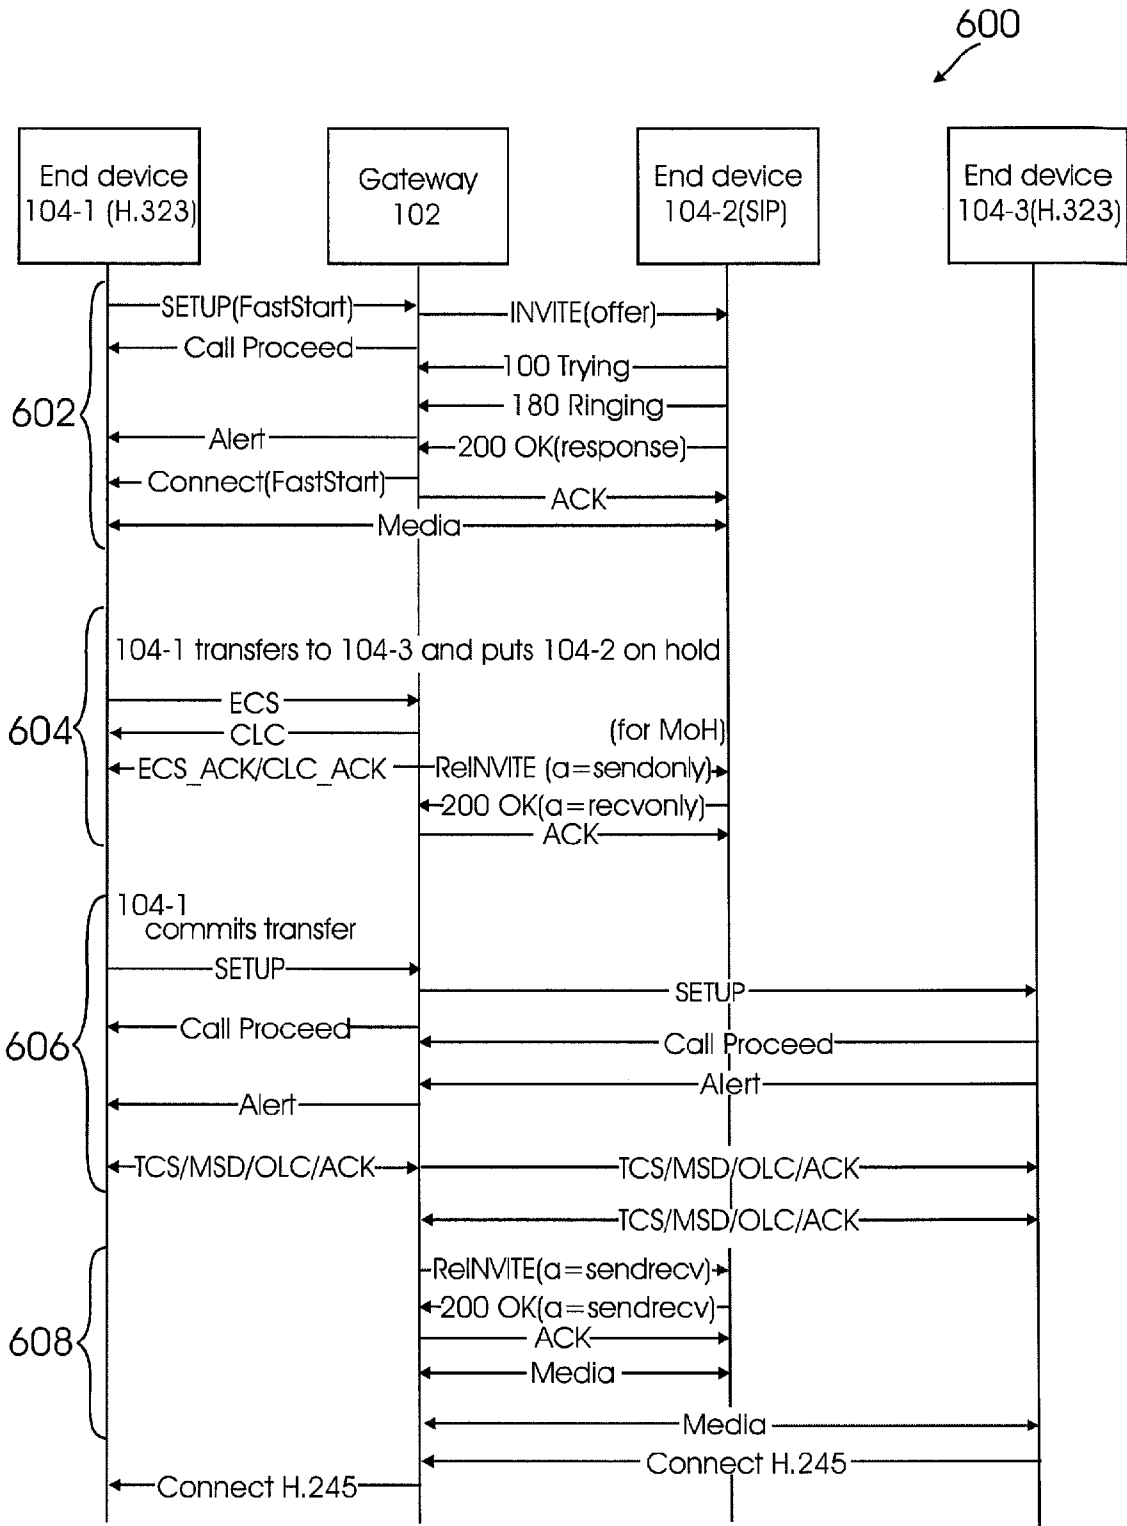 600
End device
104-1 (H.323)
Gateway
102
End device
104-2(SIP)
End device
104-3(H.323)
602
SETUP(FastStart)
INVITE(offer)
Call Proceed
100 Trying
180 Ringing
Alert
200 OK(response)
Connect(FastStart)
ACK
Media
604
104-1 transfers to 104-3 and puts 104-2 on hold
ECS
CLC
(for MoH)
ECS_ACK/CLC_ACK
ReINVITE (a=sendonly)
200 OK(a=recvonly)
ACK
606
104-1
commits transfer
SETUP
SETUP
Call Proceed
Call Proceed
Alert
Alert
TCS/MSD/OLC/ACK
TCS/MSD/OLC/ACK
TCS/MSD/OLC/ACK
608
ReINVITE(a=sendrecv)
200 OK(a=sendrecv)
ACK
Media
Media
Connect H.245
Connect H.245